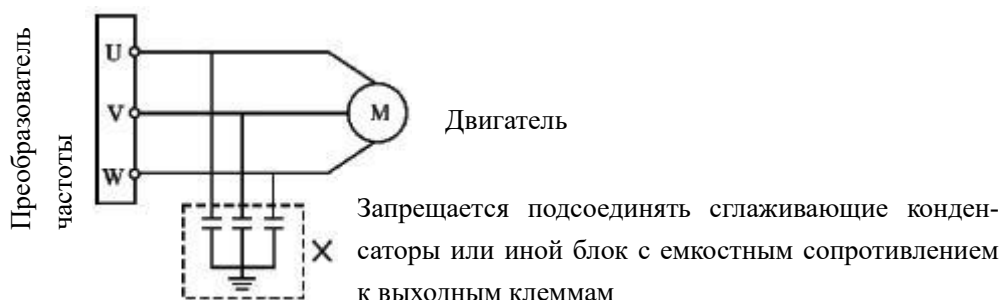 Преобразователь
частоты
U
V
W
M
Двигатель
Запрещается подсоединять сглаживающие конден-
саторы или иной блок с емкостным сопротивлением
к выходным клеммам